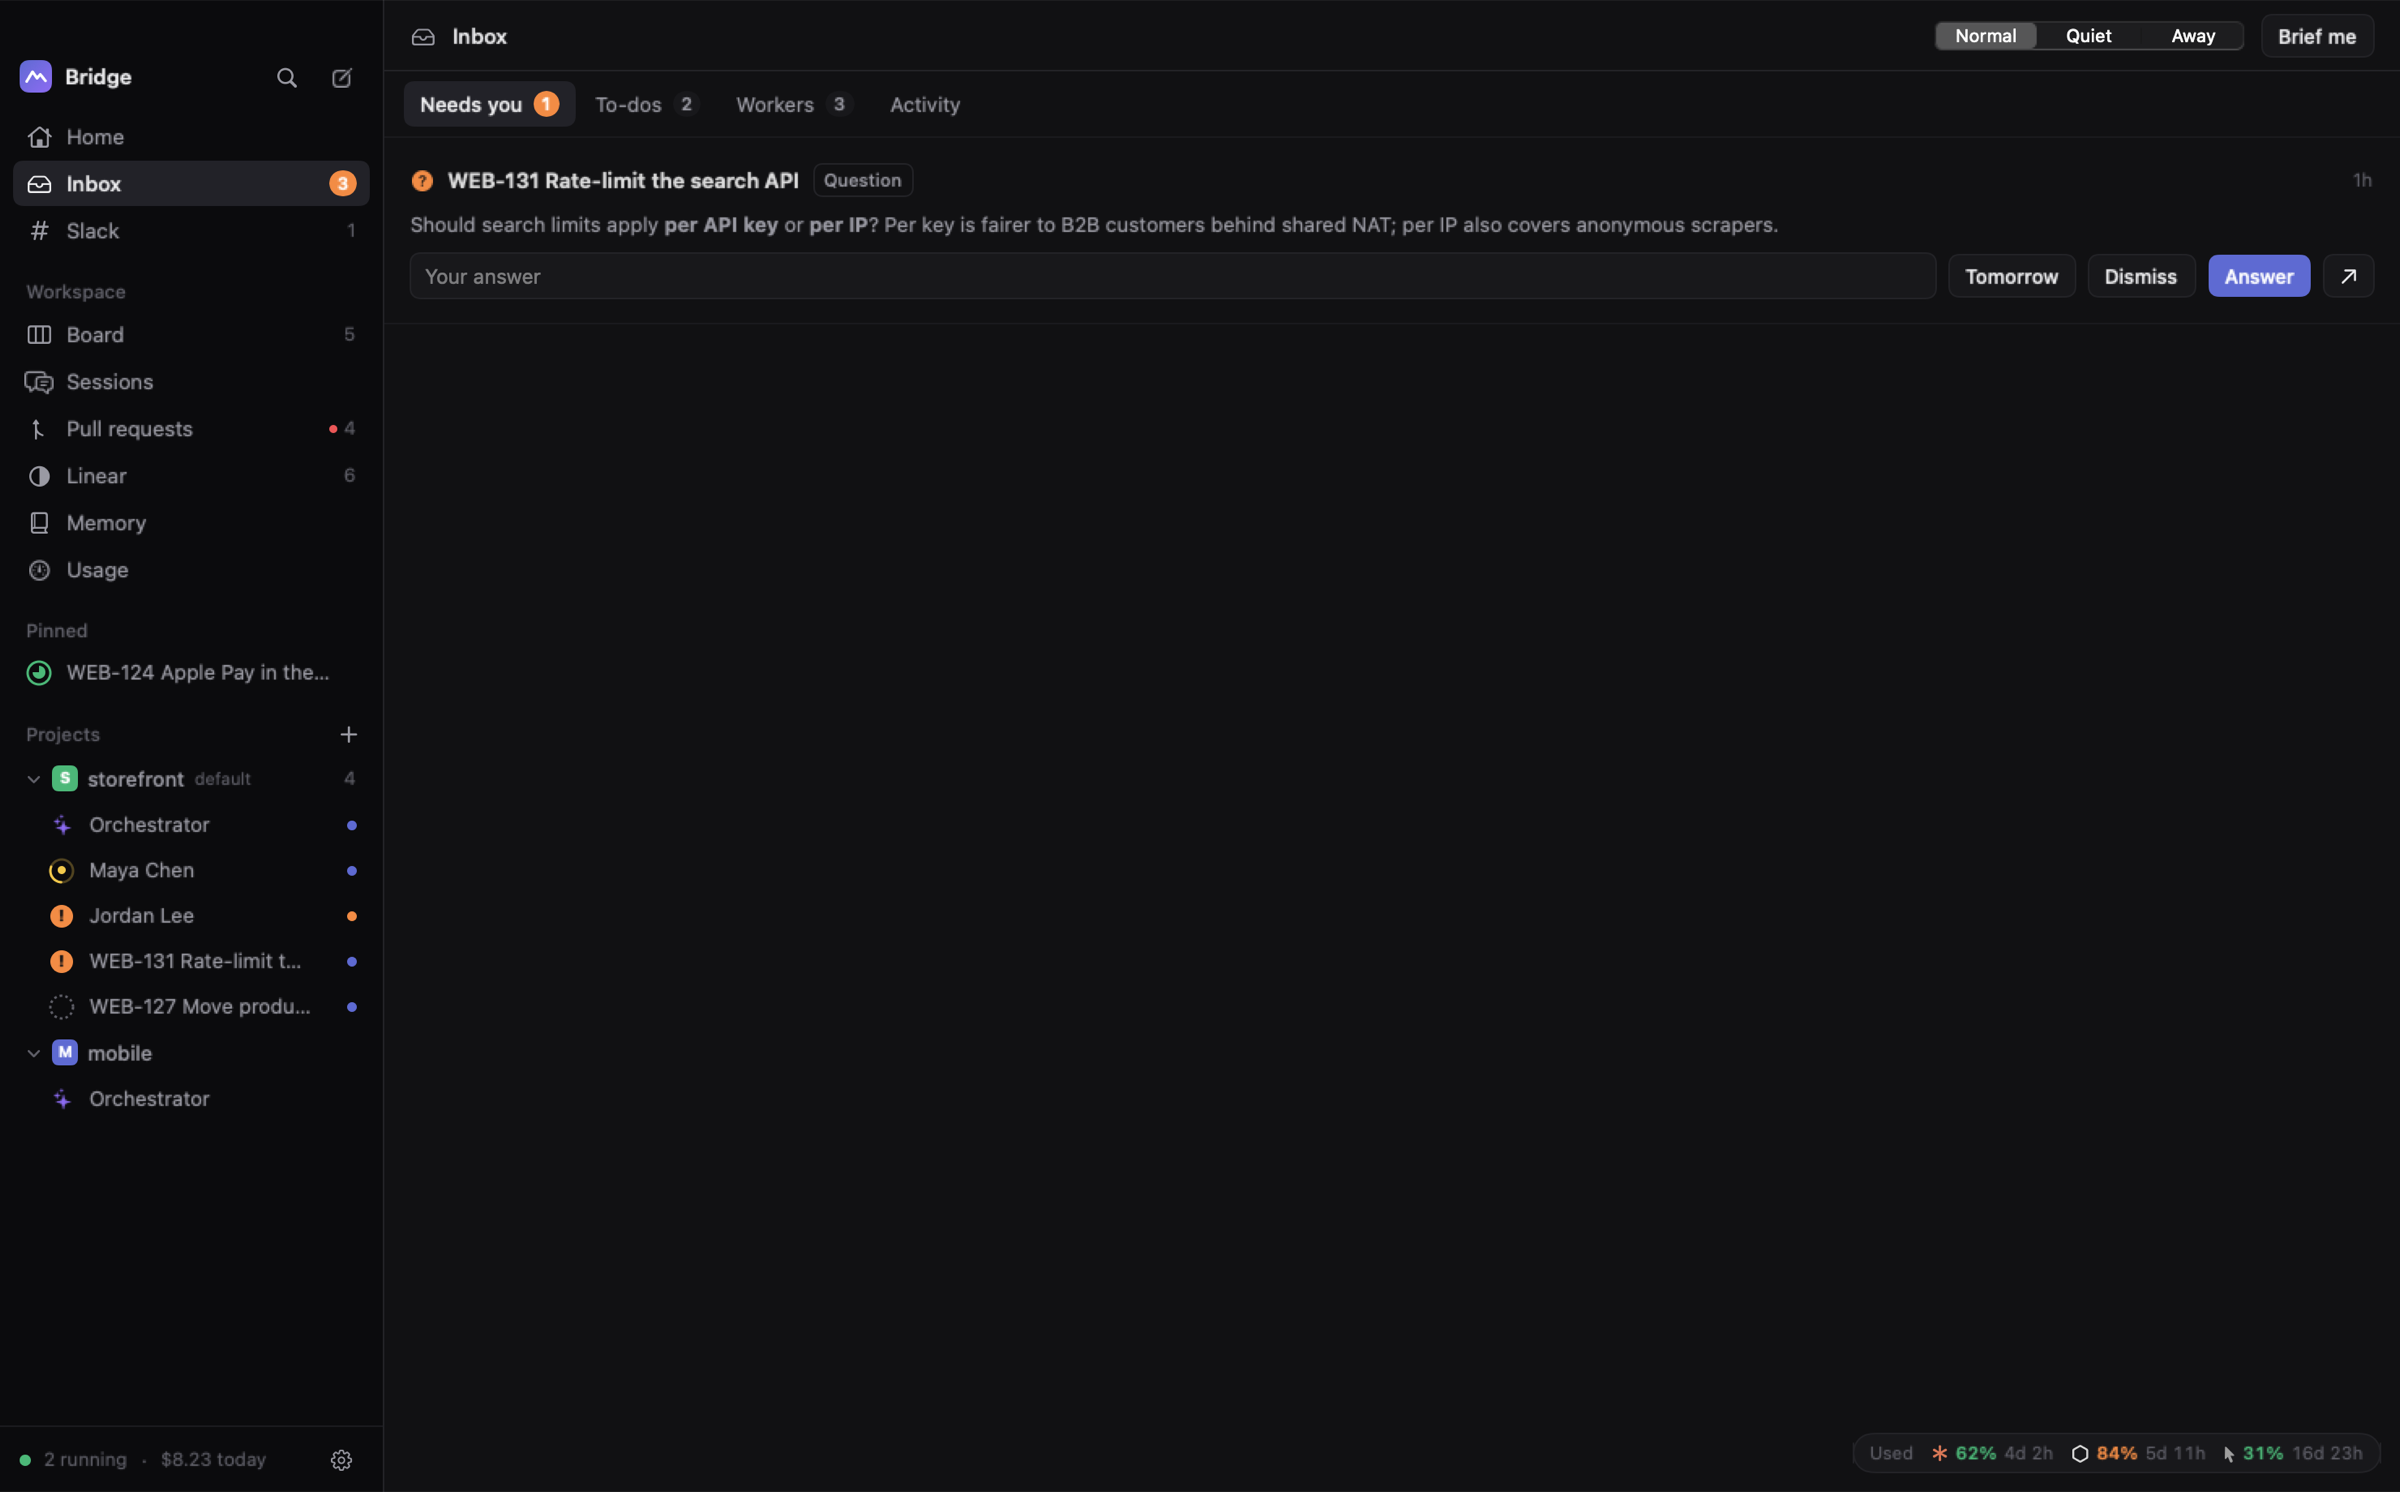 Bridge
Home
Inbox 3
Slack 1
Workspace
Board 5
Sessions
Pull requests 4
Linear 6
Memory
Usage
Pinned
WEB-124 Apple Pay in the...
Projects +
S storefront default 4
Orchestrator
Maya Chen
! Jordan Lee
! WEB-131 Rate-limit t...
WEB-127 Move produ...
M mobile
Orchestrator
2 running · $8.23 today
Inbox
Normal Quiet Away Brief me
Needs you 1 To-dos 2 Workers 3 Activity
? WEB-131 Rate-limit the search API Question 1h
Should search limits apply per API key or per IP? Per key is fairer to B2B customers behind shared NAT; per IP also covers anonymous scrapers.
Your answer Tomorrow Dismiss Answer
Used 62% 4d 2h 84% 5d 11h 31% 16d 23h